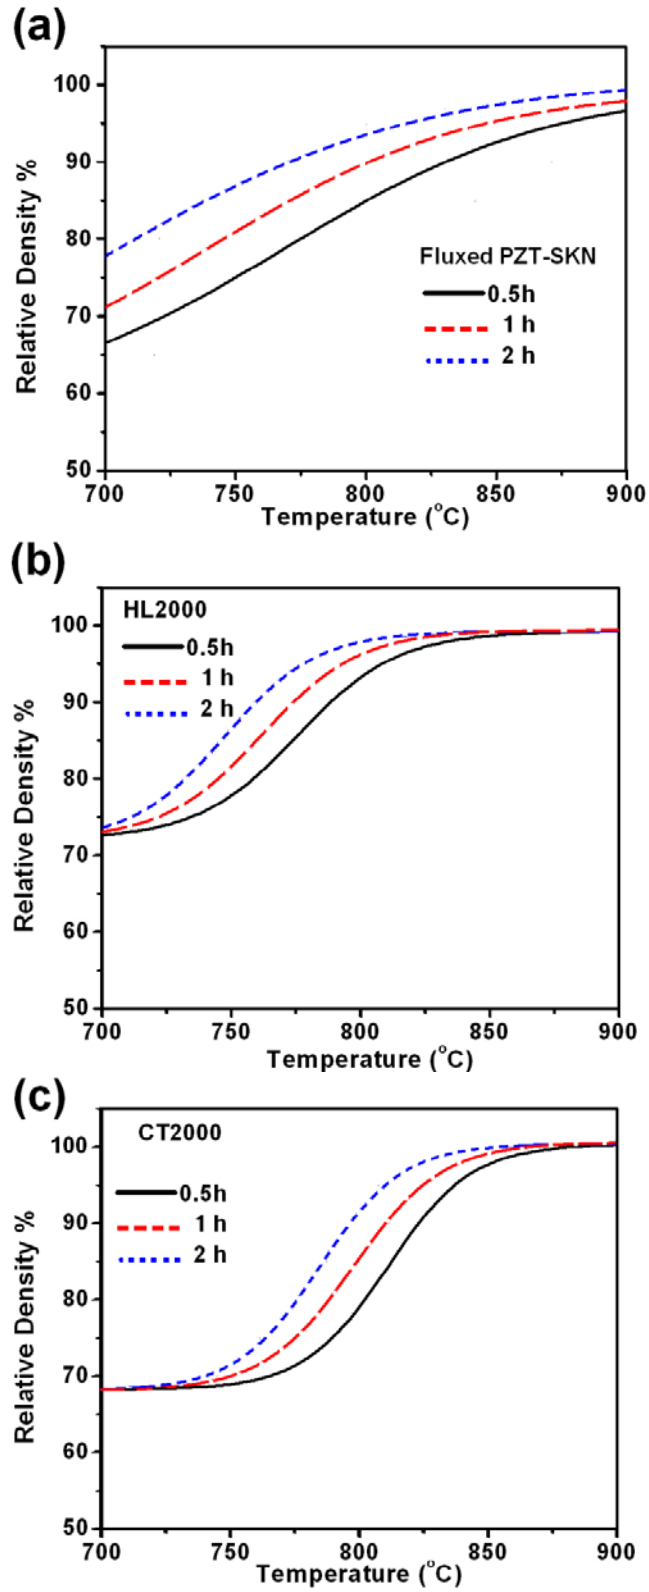 (a)
100
90
80
70
60
50
Relative Density %
Fluxed PZT-SKN
0.5h
1 h
2 h
700 750 800 850 900
Temperature (°C)
(b)
100
90
80
70
60
50
Relative Density %
HL2000
0.5h
1 h
2 h
700 750 800 850 900
Temperature (°C)
(c)
100
90
80
70
60
50
Relative Density %
CT2000
0.5h
1 h
2 h
700 750 800 850 900
Temperature (°C)